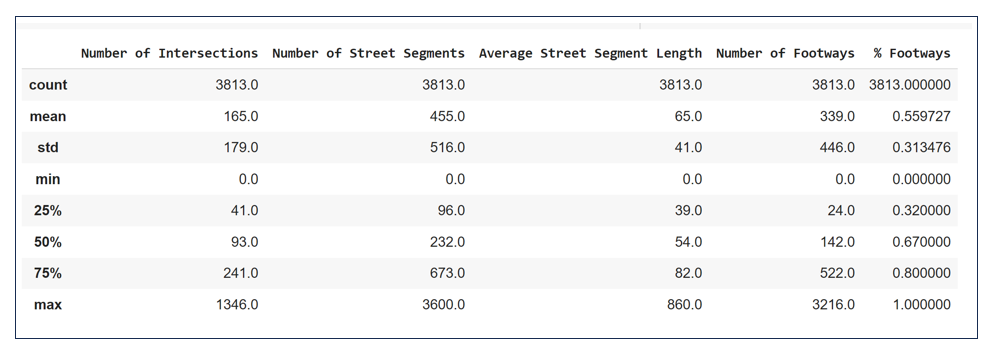 Number of Intersections Number of Street Segments Average Street Segment Length Number of Footways % Footways
count 3813.0 3813.0 3813.0 3813.0 3813.000000
mean 165.0 455.0 65.0 339.0 0.559727
std 179.0 516.0 41.0 446.0 0.313476
min 0.0 0.0 0.0 0.0 0.000000
25% 41.0 96.0 39.0 24.0 0.320000
50% 93.0 232.0 54.0 142.0 0.670000
75% 241.0 673.0 82.0 522.0 0.800000
max 1346.0 3600.0 860.0 3216.0 1.000000